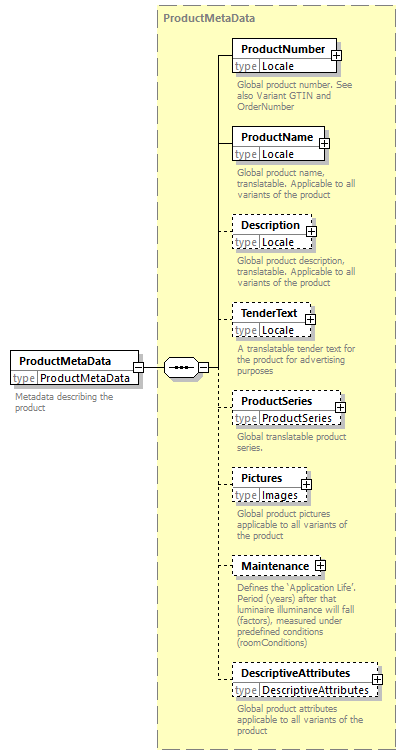 ProductMetaData
ProductNumber
type Locale
Global product number. See
also Variant GTIN and
OrderNumber
ProductName
type Locale
Global product name,
translatable. Applicable to all
variants of the product
Description
type Locale
Global product description,
translatable. Applicable to all
variants of the product
TenderText
type Locale
A translatable tender text for
the product for advertising
purposes
ProductMetaData
type ProductMetaData
Metadata describing the
product
ProductSeries
type ProductSeries
Global translatable product
series.
Pictures
type Images
Global product pictures
applicable to all variants of
the product
Maintenance
Defines the ‘Application Life’.
Period (years) after that
luminaire illuminance will fall
(factors), measured under
predefined conditions
(roomConditions)
DescriptiveAttributes
type DescriptiveAttributes
Global product attributes
applicable to all variants of the
product